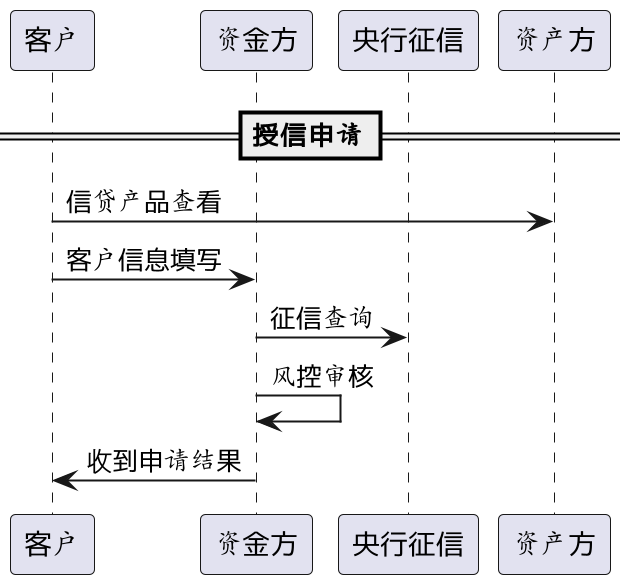 客户 资金方 央行征信 资产方
授信申请
信贷产品查看
客户信息填写
征信查询
风控审核
收到申请结果
客户 资金方 央行征信 资产方